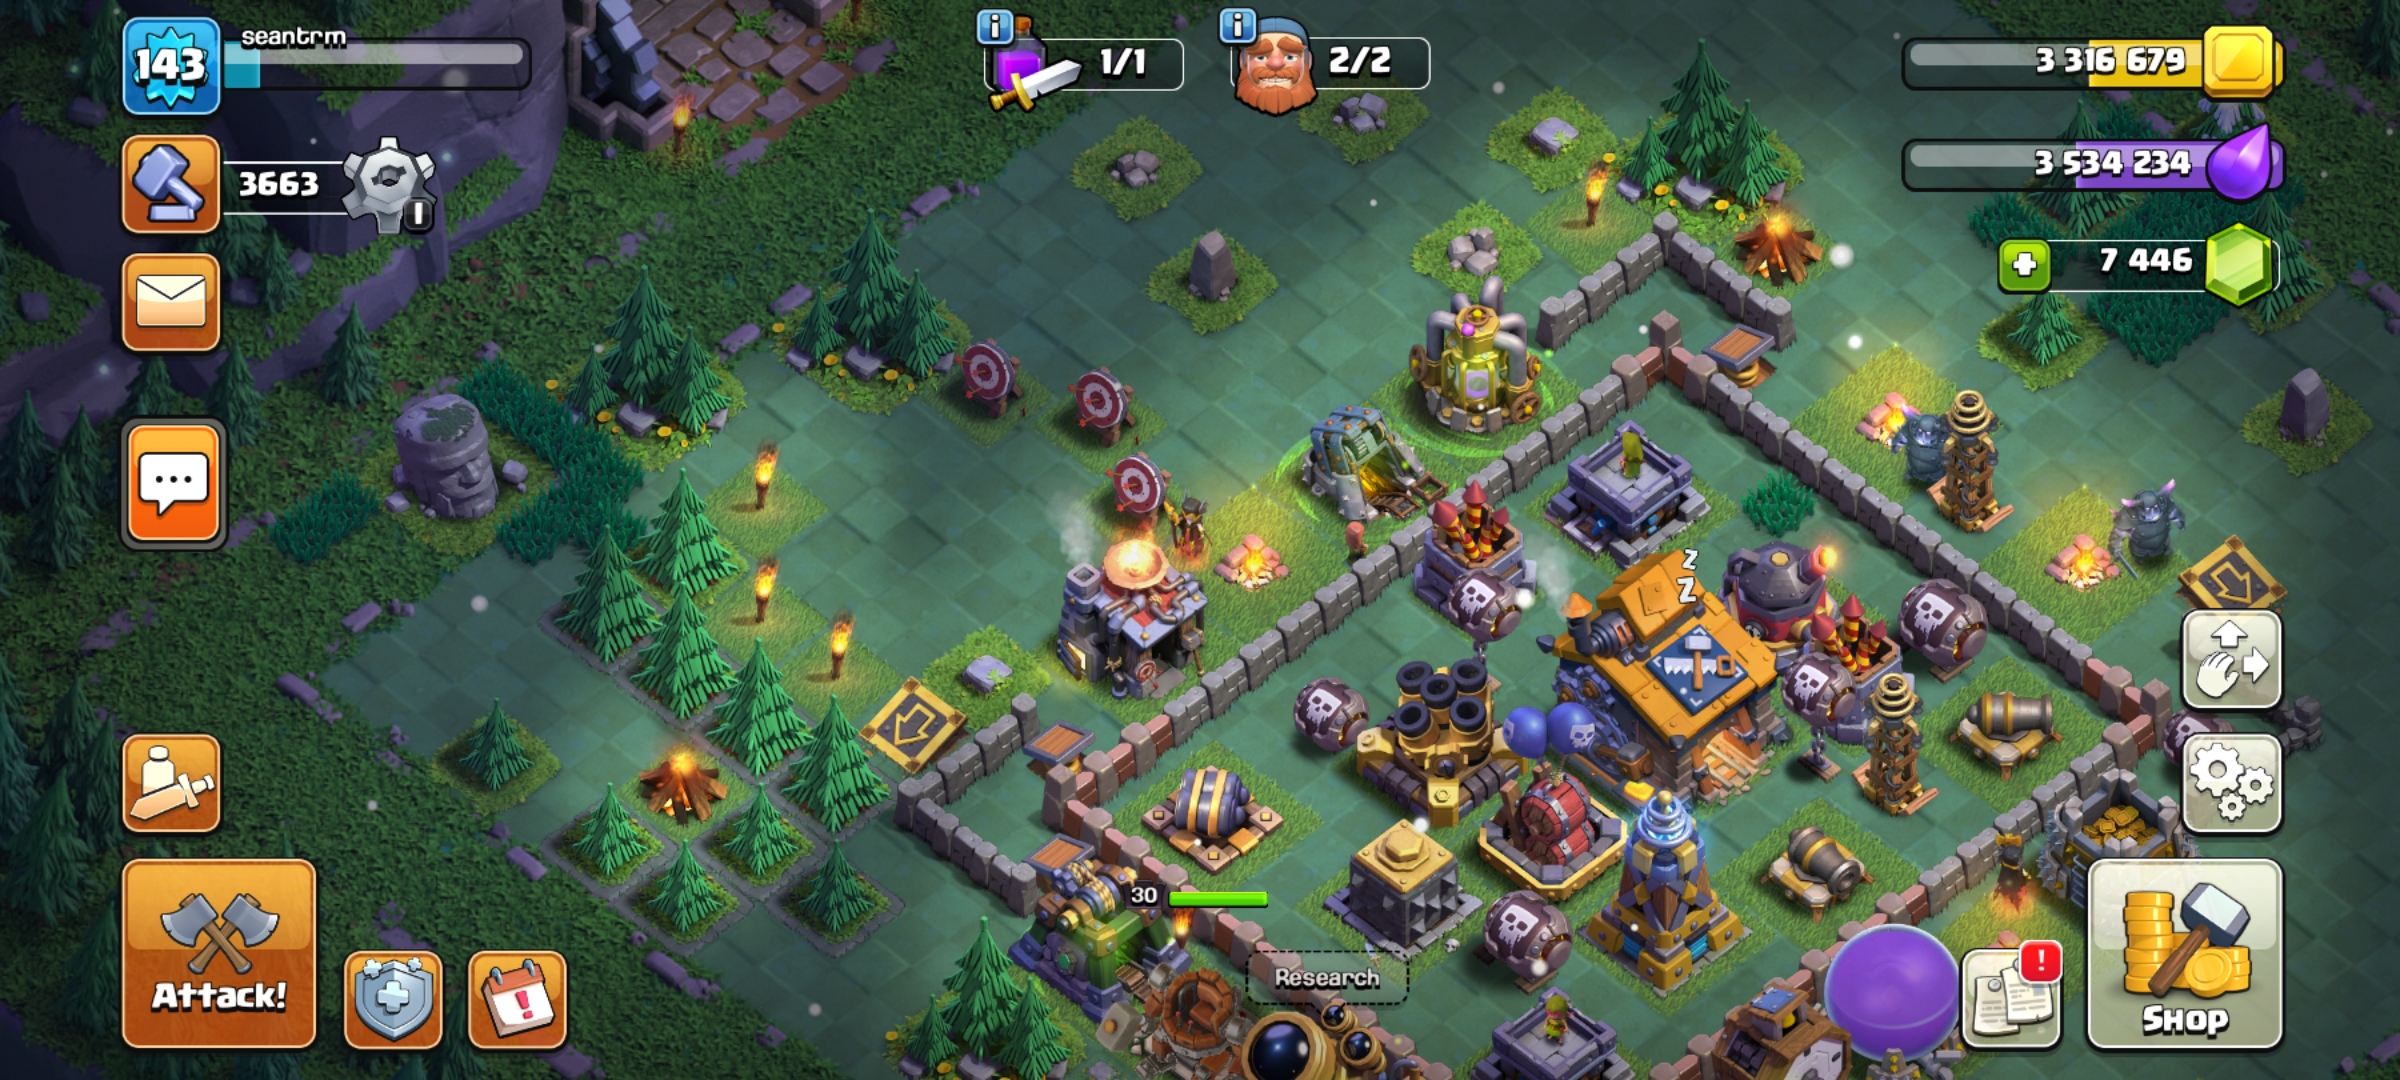 143
seantrm
1/1
2/2
3 316 679
3663
3 534 234
7 446
z
z
30
Research
Attack!
Shop